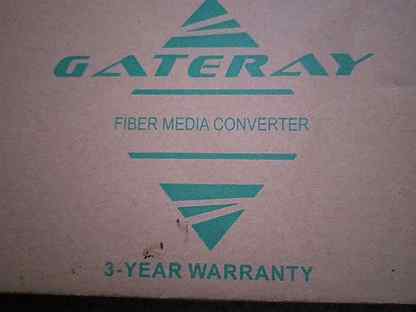 GATERAY
FIBER MEDIA CONVERTER
3-YEAR WARRANTY